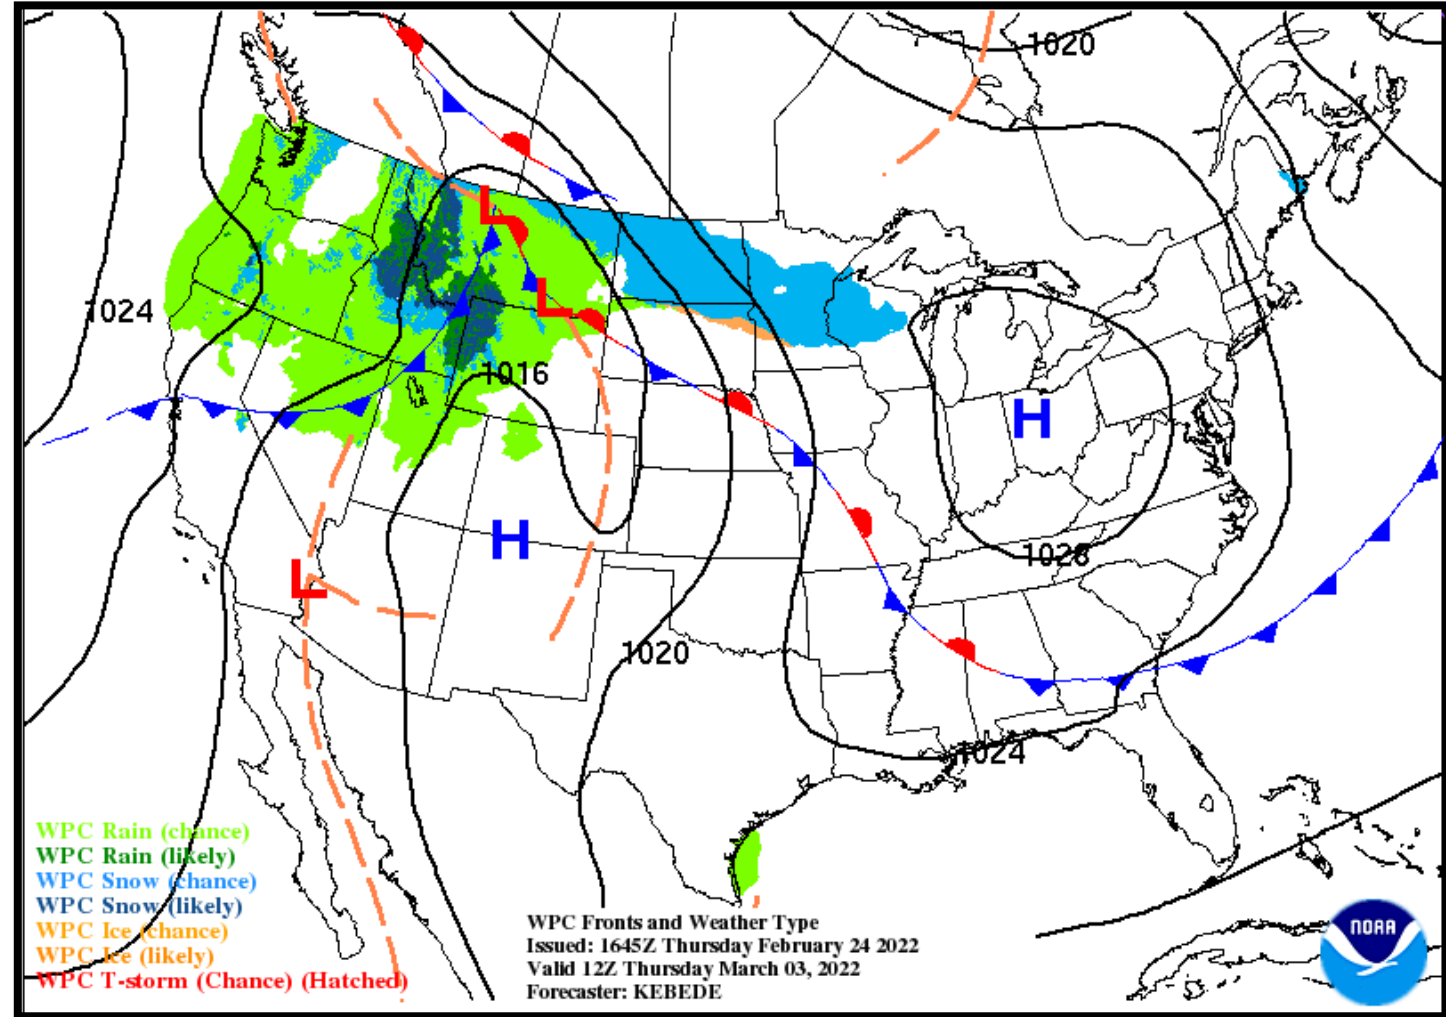 1020
1024
L
L
1016
H
H
1028
L
1020
1024
WPC Rain (chance)
WPC Rain (likely)
WPC Snow (chance)
WPC Snow (likely)
WPC Ice (chance)
WPC Ice (likely)
WPC T-storm (Chance) (Hatched)
WPC Fronts and Weather Type
Issued: 1645Z Thursday February 24 2022
Valid 12Z Thursday March 03, 2022
Forecaster: KEBEDE
NOAA